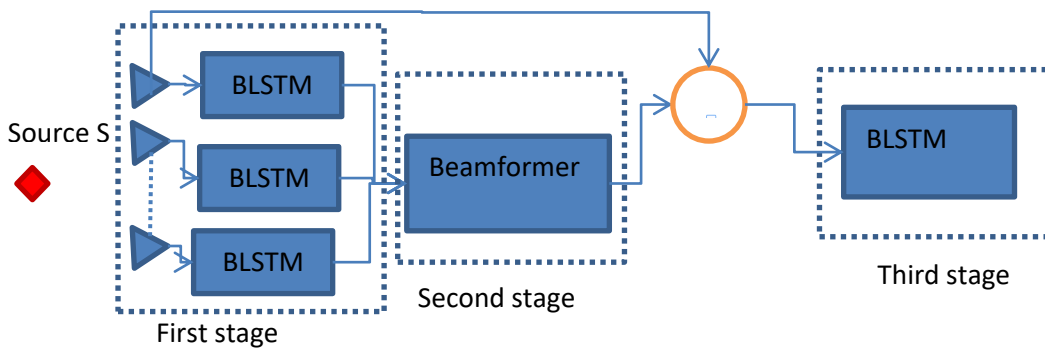 BLSTM
Source S
BLSTM
BLSTM
First stage
Beamformer
Second stage
BLSTM
Third stage